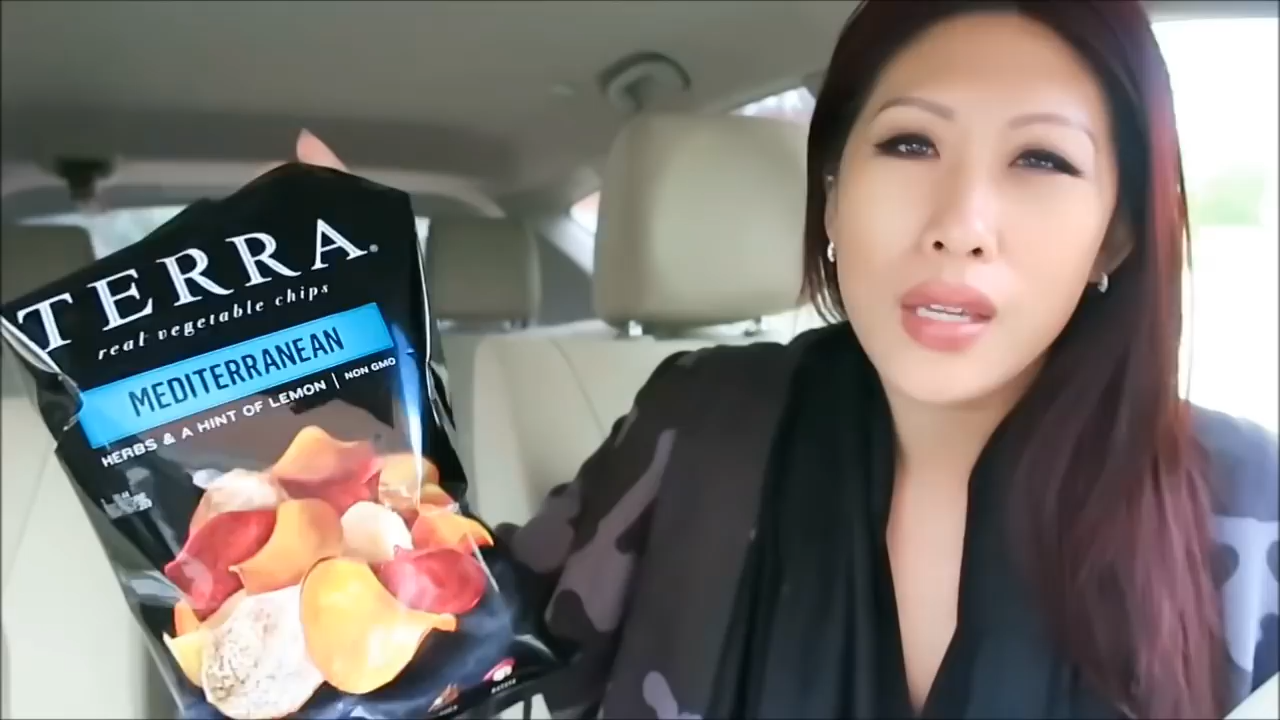 TERRA®
real vegetable chips
MEDITERRANEAN
HERBS & A HINT OF LEMON | NON GMO